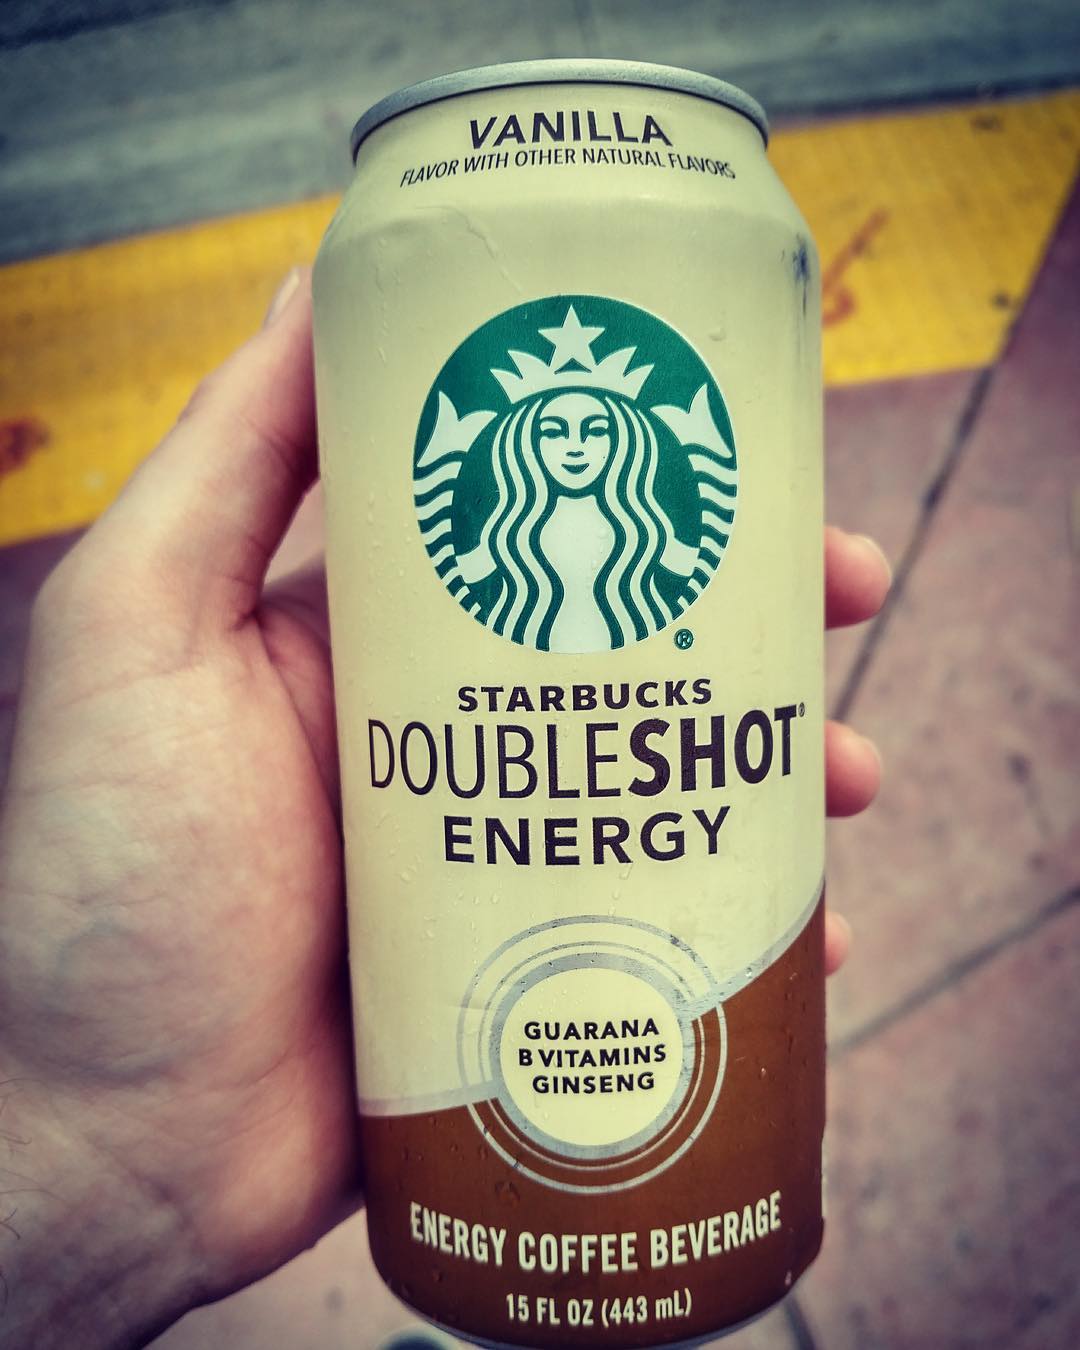 VANILLA
FLAVOR WITH OTHER NATURAL FLAVORS
®
STARBUCKS
DOUBLESHOT®
ENERGY
GUARANA
B VITAMINS
GINSENG
ENERGY COFFEE BEVERAGE
15 FL OZ (443 mL)